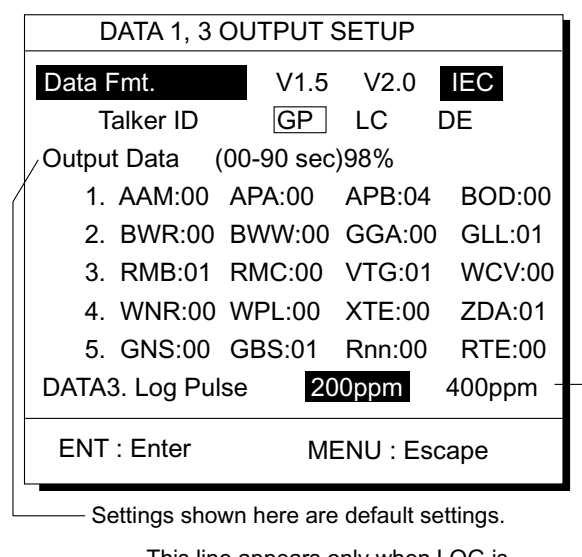 DATA 1, 3 OUTPUT SETUP
Data Fmt. V1.5 V2.0 IEC
Talker ID GP LC DE
Output Data (00-90 sec)98%
1. AAM:00 APA:00 APB:04 BOD:00
2. BWR:00 BWW:00 GGA:00 GLL:01
3. RMB:01 RMC:00 VTG:01 WCV:00
4. WNR:00 WPL:00 XTE:00 ZDA:01
5. GNS:00 GBS:01 Rnn:00 RTE:00
DATA3. Log Pulse 200ppm 400ppm
ENT : Enter MENU : Escape
Settings shown here are default settings.
This line appears only when LOG is